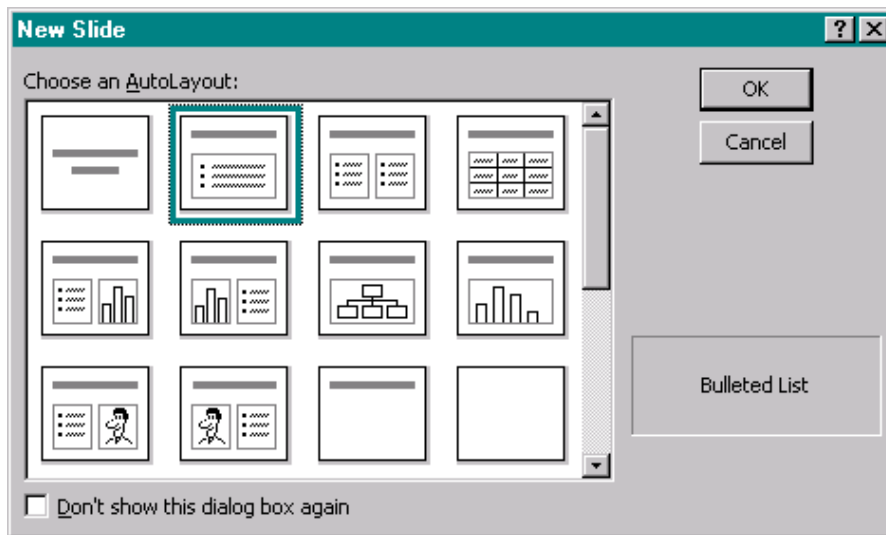 New Slide
Choose an AutoLayout:
OK
Cancel
Bulleted List
Don't show this dialog box again